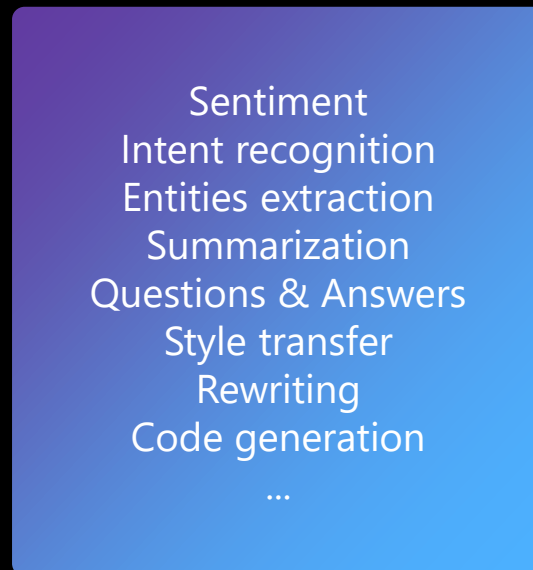 Sentiment
Intent recognition
Entities extraction
Summarization
Questions & Answers
Style transfer
Rewriting
Code generation
...